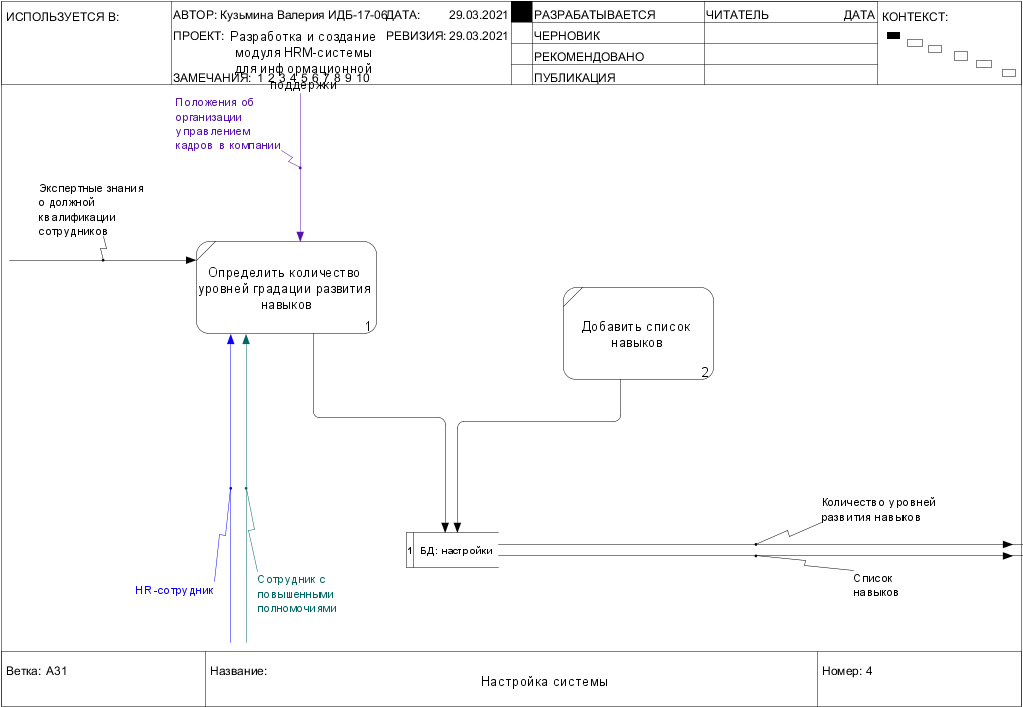 ИСПОЛЬЗУЕТСЯ В:
АВТОР: Кузьмина Валерия ИДБ-17-06
ДАТА: 29.03.2021
РАЗРАБАТЫВАЕТСЯ
ЧИТАТЕЛЬ
ДАТА
КОНТЕКСТ:
ПРОЕКТ: Разработка и создание
модуля HRM-системы
для информационной
поддержки
РЕВИЗИЯ: 29.03.2021
ЧЕРНОВИК
РЕКОМЕНДОВАНО
ЗАМЕЧАНИЯ: 1 2 3 4 5 6 7 8 9 10
ПУБЛИКАЦИЯ
Положения об
организации
управлением
кадров в компании
Экспертные знания
о должной
квалификации
сотрудников
Определить количество
уровней градации развития
навыков
1
Добавить список
навыков
2
Количество уровней
развития навыков
1 БД: настройки
HR-сотрудник
Сотрудник с
повышенными
полномочиями
Список
навыков
Ветка: A31
Название:
Настройка системы
Номер: 4